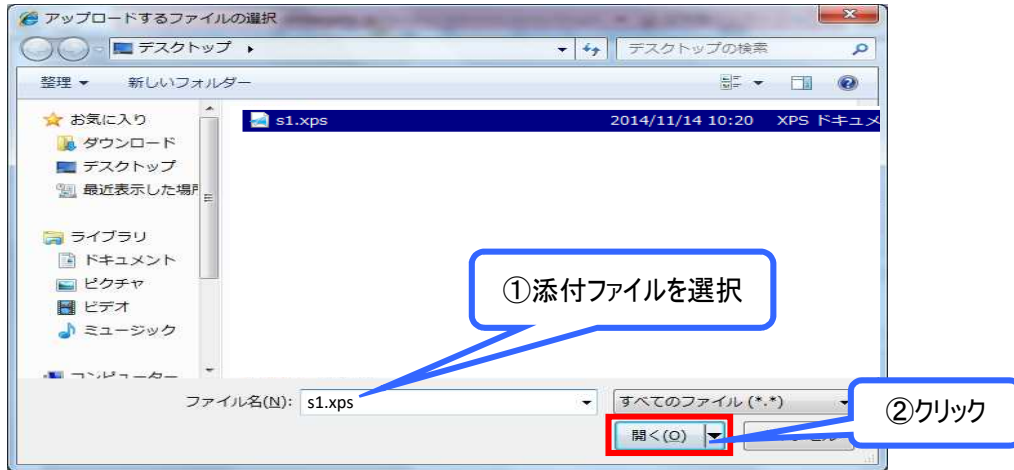 アップロードするファイルの選択
デスクトップ
デスクトップの検索
整理 新しいフォルダー
お気に入り
s1.xps 2014/11/14 10:20 XPS ドキュメ
ダウンロード
デスクトップ
最近表示した場所
ライブラリ
ドキュメント
ピクチャ
ビデオ
ミュージック
コンピューター
①添付ファイルを選択
ファイル名(N): s1.xps すべてのファイル (*.*)
開く(O)
②クリック